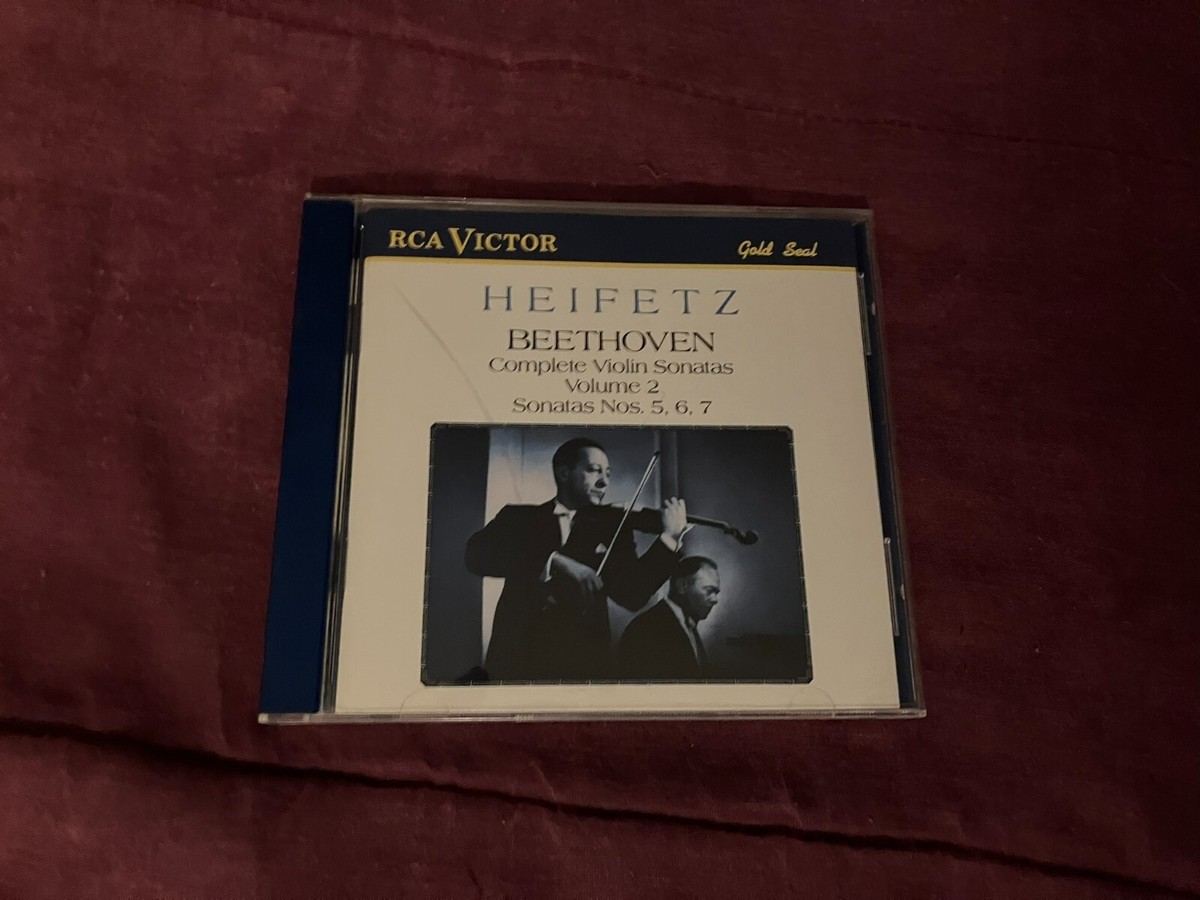 RCA VICTOR
Gold Seal
HEIFETZ
BEETHOVEN
Complete Violin Sonatas
Volume 2
Sonatas Nos. 5, 6, 7